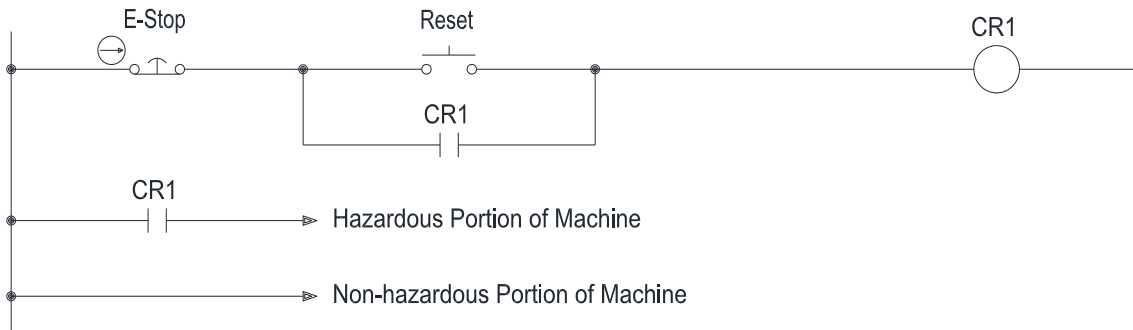 E-Stop
Reset
CR1
CR1
CR1
Hazardous Portion of Machine
Non-hazardous Portion of Machine